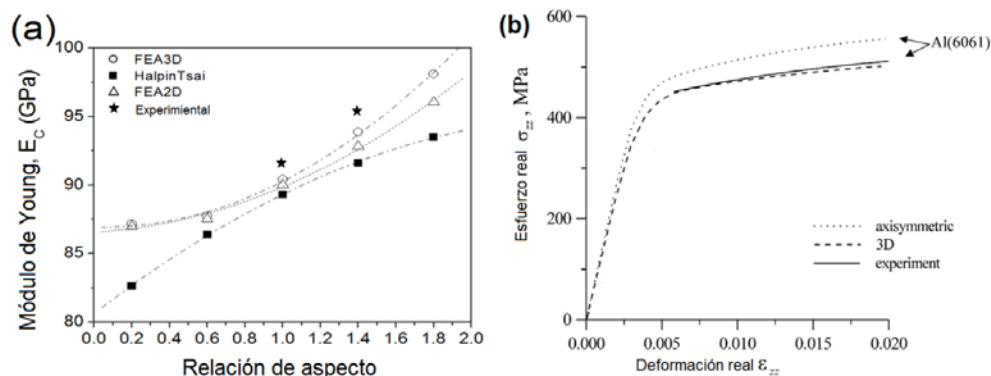 (a)
100
95
90
85
80
Módulo de Young, E_C (GPa)
FEA3D
HalpinTsai
FEA2D
Experimental
0.0 0.2 0.4 0.6 0.8 1.0 1.2 1.4 1.6 1.8 2.0
Relación de aspecto
(b)
600
400
200
0
Esfuerzo real σ_zz , MPa
Al(6061)
axisymmetric
3D
experiment
0.000 0.005 0.010 0.015 0.020
Deformación real ε_zz